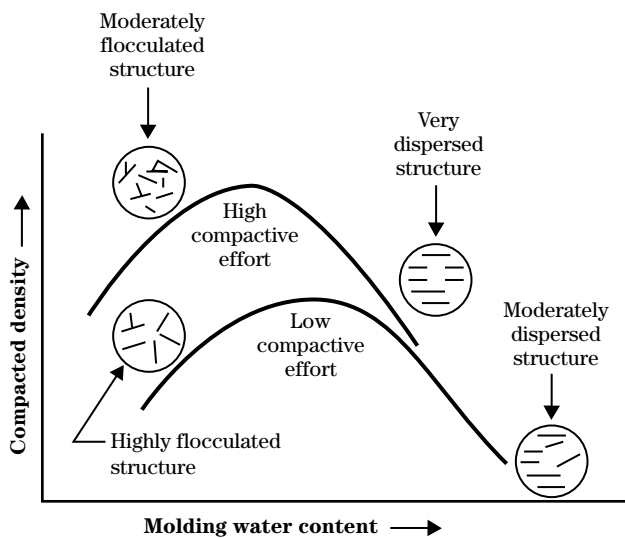 Moderately
flocculated
structure
Very
dispersed
structure
High
compactive
effort
Moderately
dispersed
structure
Low
compactive
effort
Highly flocculated
structure
Compacted density
Molding water content